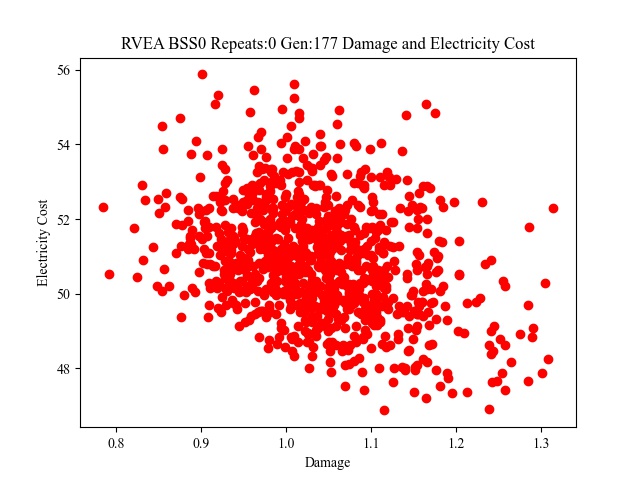 RVEA BSS0 Repeats:0 Gen:177 Damage and Electricity Cost
56
54
52
50
48
Electricity Cost
0.8 0.9 1.0 1.1 1.2 1.3
Damage